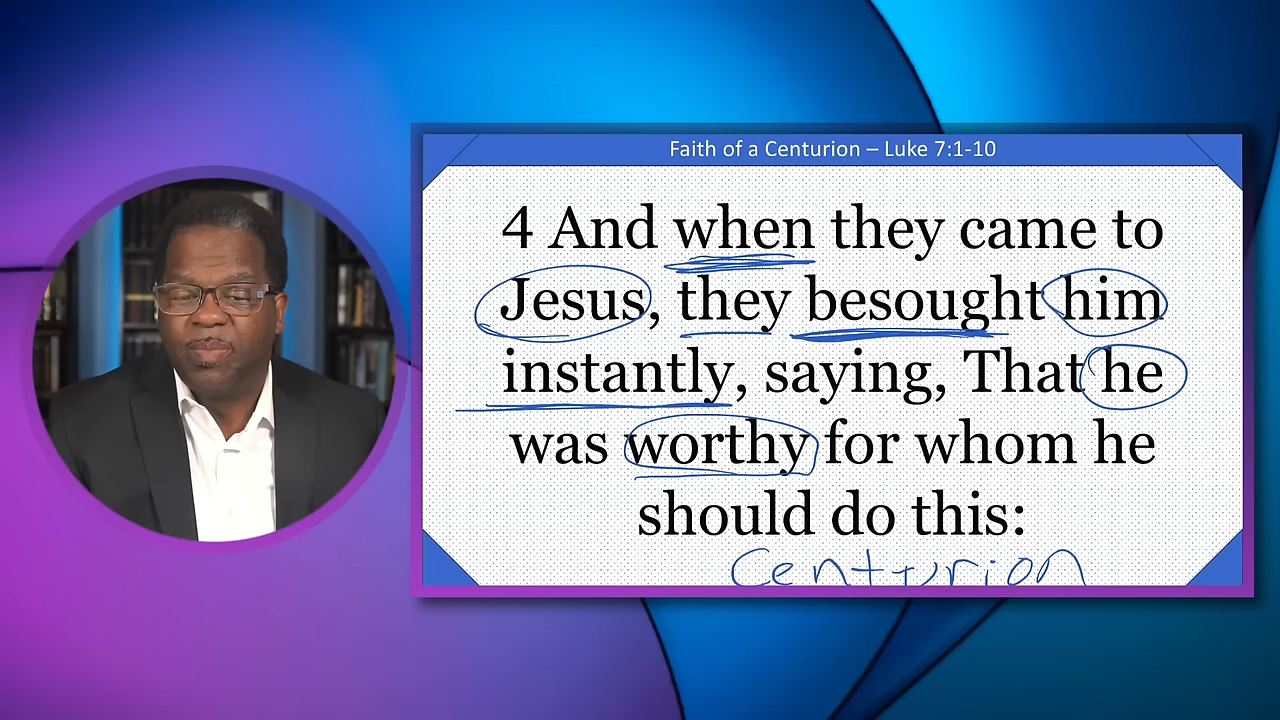 Faith of a Centurion – Luke 7:1-10
4 And when they came to
Jesus, they besought him
instantly, saying, That he
was worthy for whom he
should do this:
Centurion